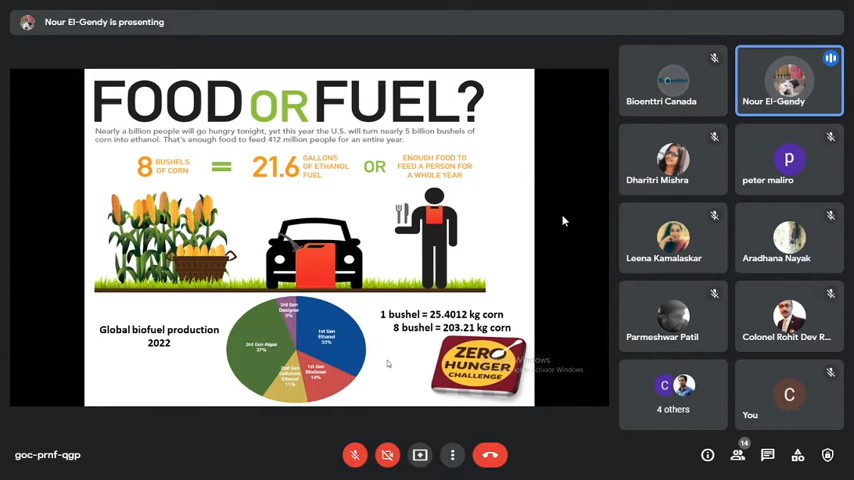 Nour El-Gendy is presenting
FOOD OR FUEL?
Nearly a billion people will go hungry tonight, yet this year the U.S. will turn nearly 5 billion bushels of
corn into ethanol. That's enough food to feed 412 million people for an entire year.
8 BUSHELS
OF CORN
=
21.6 GALLONS
OF ETHANOL
FUEL
OR
ENOUGH FOOD TO
FEED A PERSON FOR
A WHOLE YEAR
Global biofuel production
2022
3rd Gen
Designer
5%
1st Gen
Ethanol
33%
3rd Gen Algae
37%
2nd Gen
Cellulosic
Ethanol
11%
1st Gen
Biodiesel
14%
1 bushel = 25.4012 kg corn
8 bushel = 203.21 kg corn
ZERO
HUNGER
CHALLENGE
Activate Windows.
Bioenttri
Bioenttri Canada
Nour El-Gendy
Dharitri Mishra
p
peter maliro
Leena Kamalaskar
Aradhana Nayak
Parmeshwar Patil
Colonel Rohit Dev R...
C
4 others
C
You
goc-prnf-qgp
14